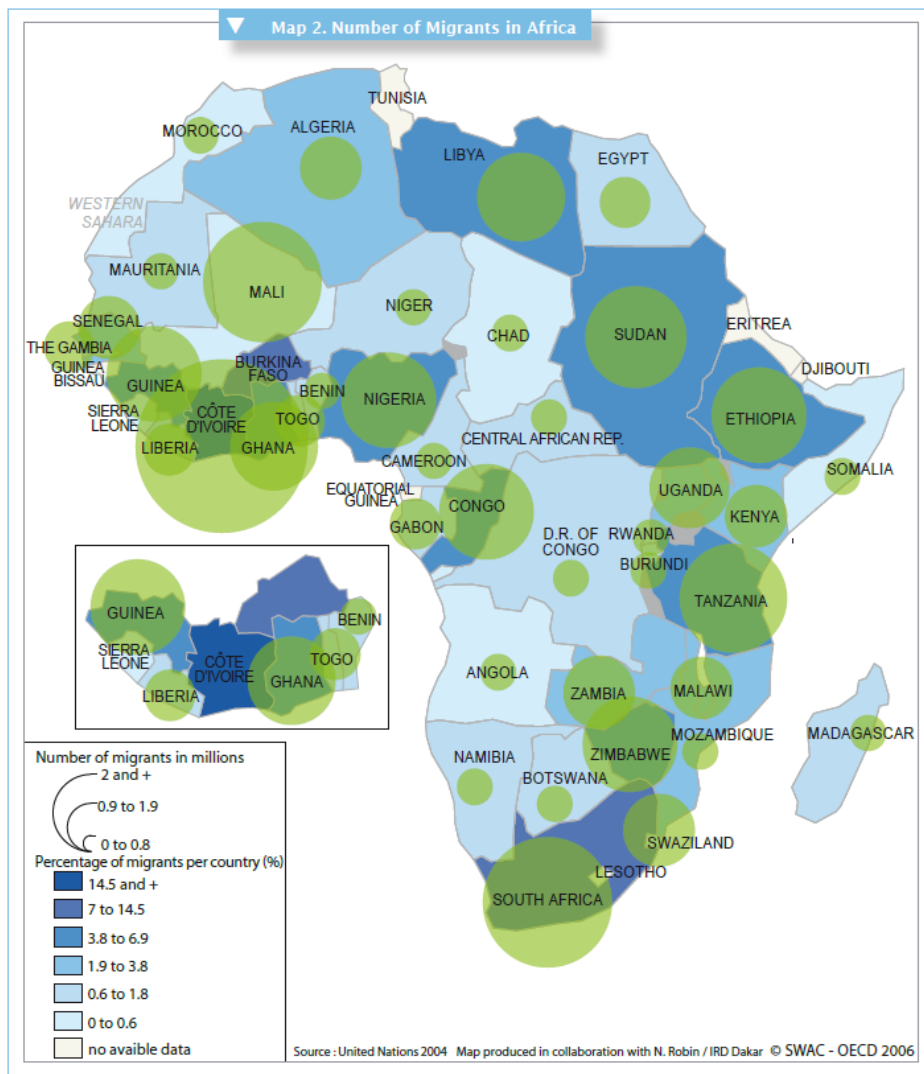 Map 2. Number of Migrants in Africa
TUNISIA
MOROCCO
ALGERIA
LIBYA
EGYPT
WESTERN
SAHARA
MAURITANIA
MALI
NIGER
CHAD
SUDAN
ERITREA
DJIBOUTI
SENEGAL
THE GAMBIA
GUINEA
BISSAU
GUINEA
BURKINA
FASO
BENIN
NIGERIA
ETHIOPIA
SIERRA
LEONE
CÔTE
D'IVOIRE
TOGO
LIBERIA
GHANA
CENTRAL AFRICAN REP.
CAMEROON
SOMALIA
EQUATORIAL
GUINEA
GABON
CONGO
UGANDA
KENYA
D.R. OF
CONGO
RWANDA
BURUNDI
TANZANIA
GUINEA
BENIN
SIERRA
LEONE
CÔTE
D'IVOIRE
TOGO
GHANA
LIBERIA
ANGOLA
ZAMBIA
MALAWI
MOZAMBIQUE
MADAGASCAR
ZIMBABWE
NAMIBIA
BOTSWANA
SWAZILAND
LESOTHO
SOUTH AFRICA
Number of migrants in millions
2 and +
0.9 to 1.9
0 to 0.8
Percentage of migrants per country (%)
14.5 and +
7 to 14.5
3.8 to 6.9
1.9 to 3.8
0.6 to 1.8
0 to 0.6
no avaible data
Source : United Nations 2004 Map produced in collaboration with N. Robin / IRD Dakar © SWAC - OECD 2006